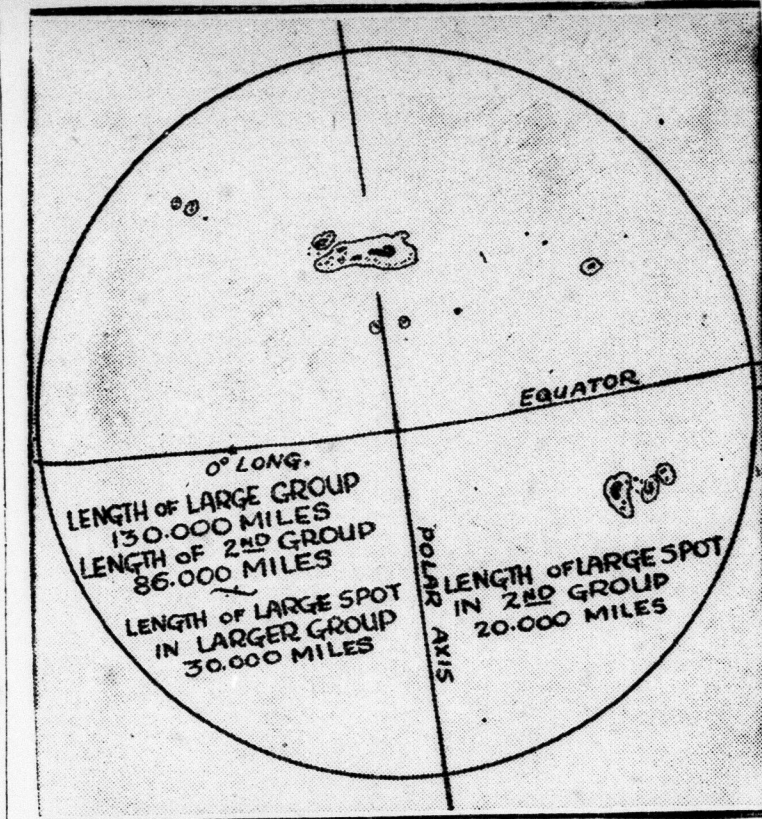 EQUATOR
0° LONG.
LENGTH OF LARGE GROUP
130.000 MILES
LENGTH OF 2ND GROUP
86.000 MILES
LENGTH OF LARGE SPOT
IN LARGER GROUP
30.000 MILES
POLAR AXIS
LENGTH OF LARGE SPOT
IN 2ND GROUP
20.000 MILES